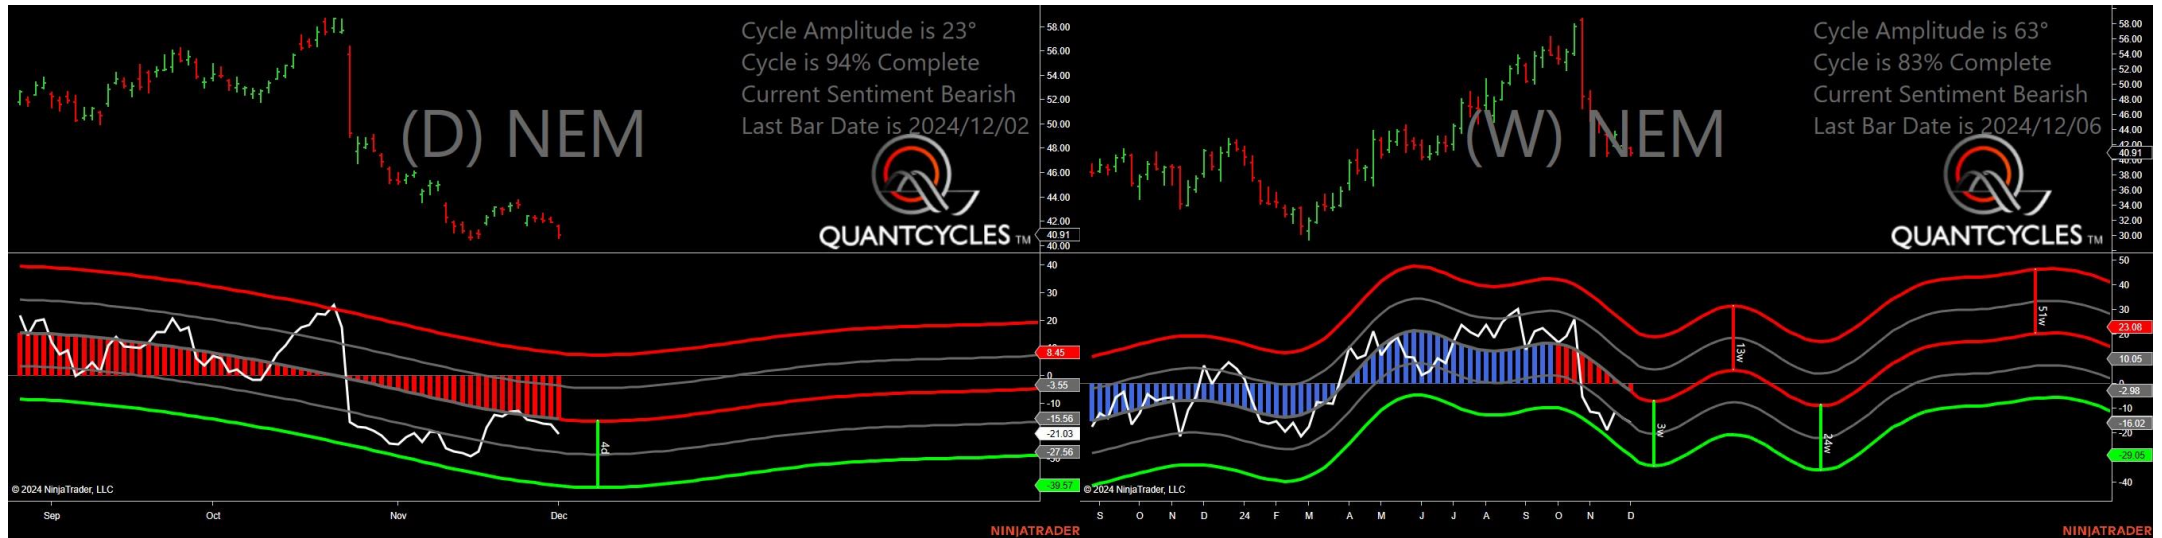 Cycle Amplitude is 23°
Cycle is 94% Complete
Current Sentiment Bearish
Last Bar Date is 2024/12/02
(D) NEM
QUANTCYCLES TM
58.00
56.00
54.00
52.00
50.00
48.00
46.00
44.00
42.00
40.91
40.00
40
30
20
8.45
0
-3.55
-10
-15.56
-21.03
-27.56
-39.57
4d
© 2024 NinjaTrader, LLC
Sep Oct Nov Dec
NINJATRADER
Cycle Amplitude is 63°
Cycle is 83% Complete
Current Sentiment Bearish
Last Bar Date is 2024/12/06
(W) NEM
QUANTCYCLES TM
58.00
56.00
54.00
52.00
50.00
48.00
46.00
44.00
42.00
40.91
40.00
38.00
36.00
34.00
32.00
30.00
50
40
30
23.08
20
10.05
0
-2.98
-10
-16.02
-20
-29.05
-40
3w
13w
24w
51w
© 2024 NinjaTrader, LLC
S O N D 24 F M A M J J A S O N D
NINJATRADER